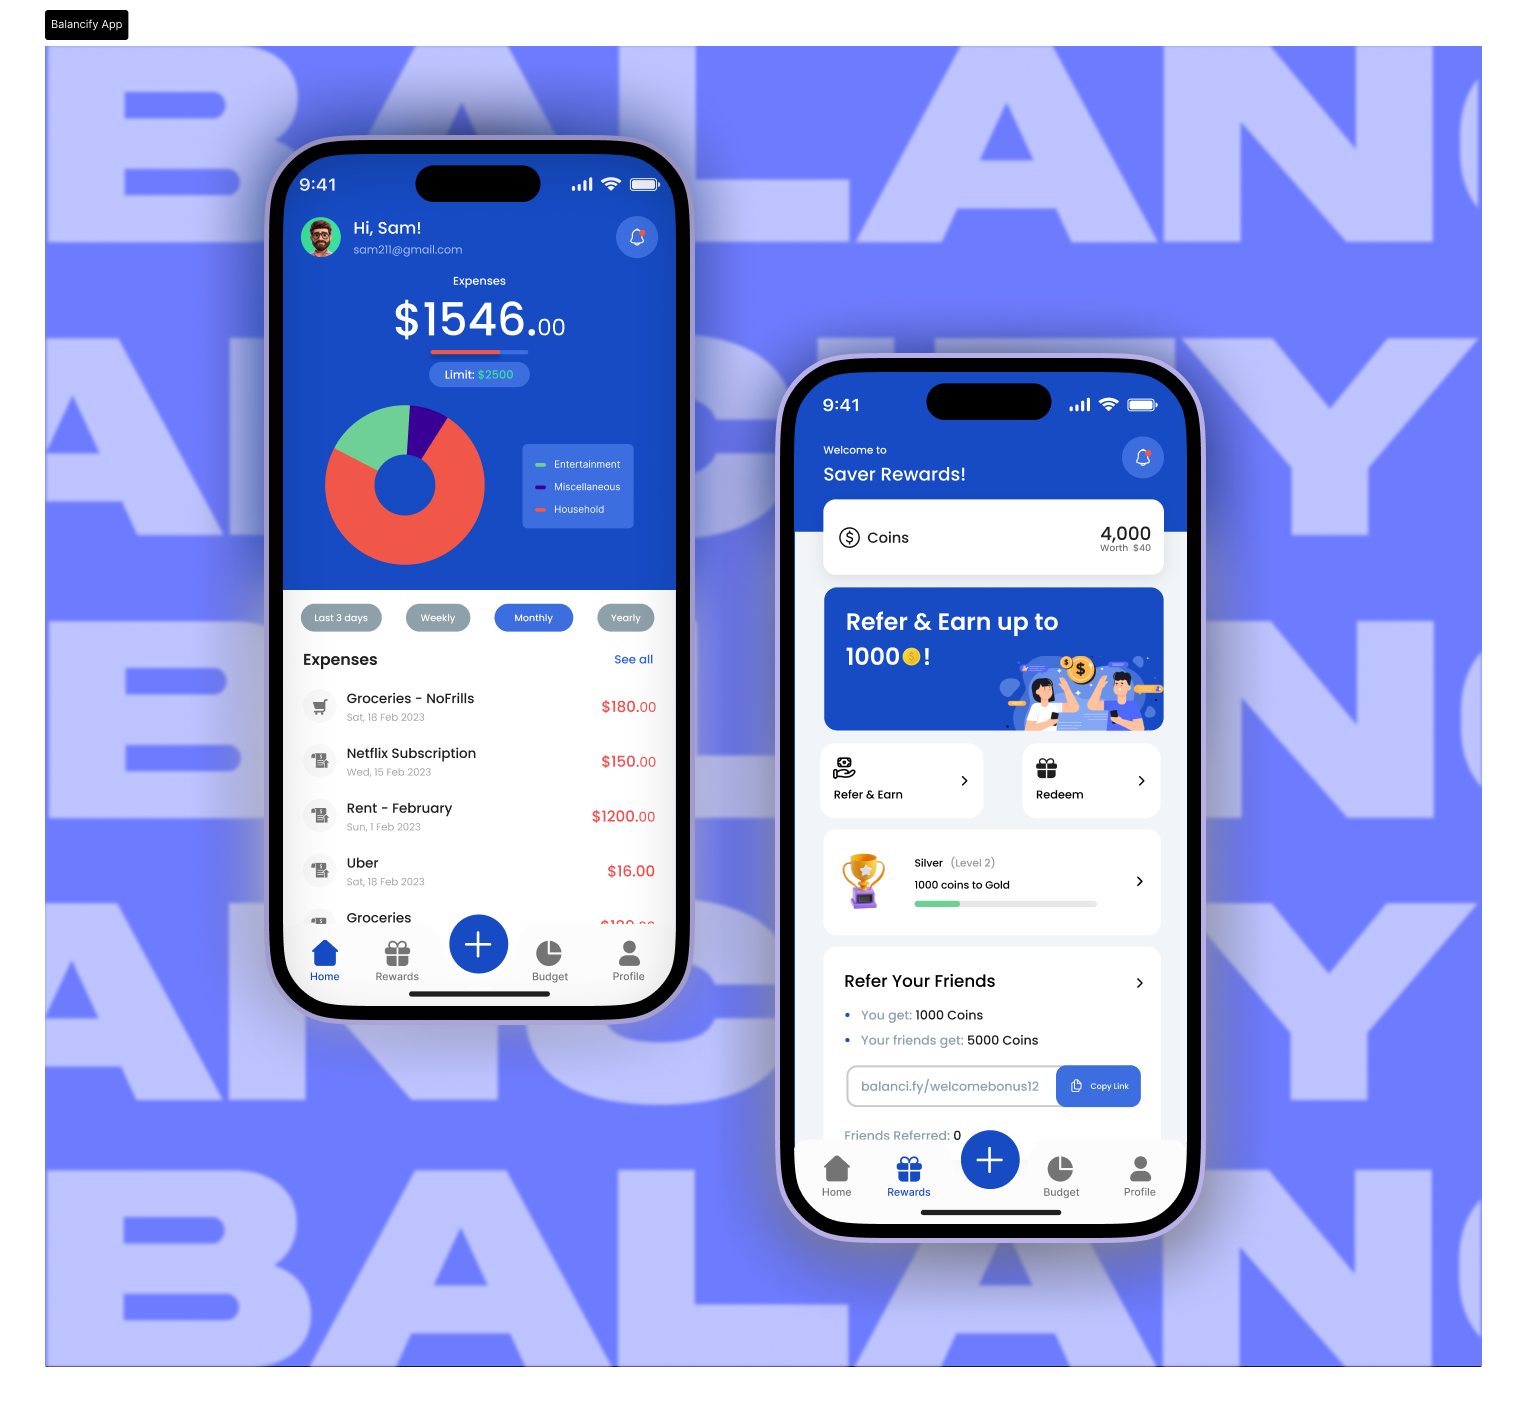 Balancify App
BALANC
ANCIFY
B N
ANC Y
BALANC
9:41
Hi, Sam!
sam211@gmail.com
Expenses
$1546.00
Limit: $2500
Entertainment
Miscellaneous
Household
Last 3 days Weekly Monthly Yearly
Expenses See all
Groceries - NoFrills $180.00
Sat, 18 Feb 2023
Netflix Subscription $150.00
Wed, 15 Feb 2023
Rent - February $1200.00
Sun, 1 Feb 2023
Uber $16.00
Sat, 18 Feb 2023
Groceries
Home Rewards Budget Profile
9:41
Welcome to
Saver Rewards!
Coins 4,000
Worth $40
Refer & Earn up to
1000 !
Refer & Earn Redeem
Silver (Level 2)
1000 coins to Gold
Refer Your Friends
• You get: 1000 Coins
• Your friends get: 5000 Coins
balanci.fy/welcomebonus12 Copy Link
Friends Referred: 0
Home Rewards Budget Profile